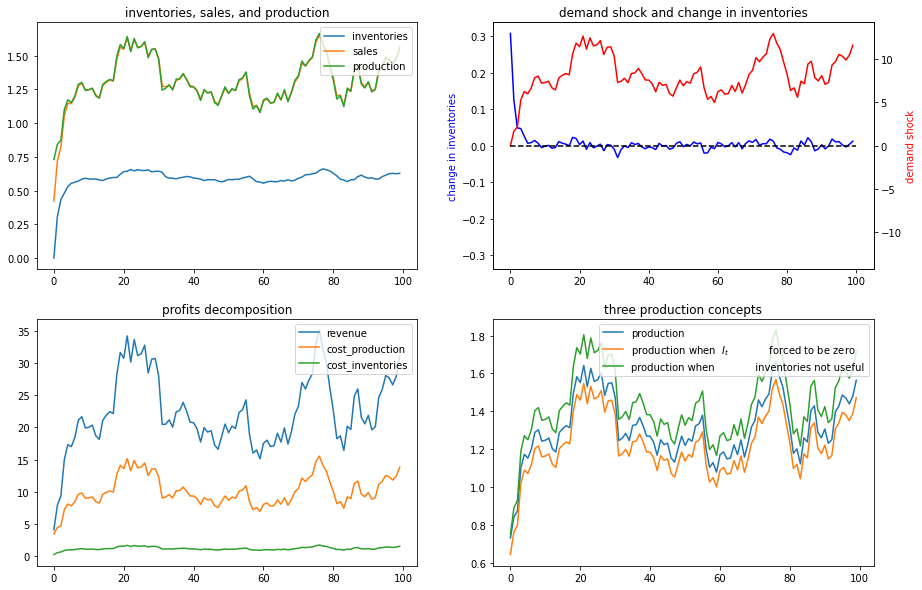 inventories, sales, and production
inventories
sales
production
1.50
1.25
1.00
0.75
0.50
0.25
0.00
0 20 40 60 80 100
demand shock and change in inventories
change in inventories
0.3
0.2
0.1
0.0
−0.1
−0.2
−0.3
10
5
0
−5
−10
demand shock
0 20 40 60 80 100
profits decomposition
revenue
cost_production
cost_inventories
35
30
25
20
15
10
5
0
0 20 40 60 80 100
three production concepts
production
production when I_t forced to be zero
production when inventories not useful
1.8
1.6
1.4
1.2
1.0
0.8
0.6
0 20 40 60 80 100